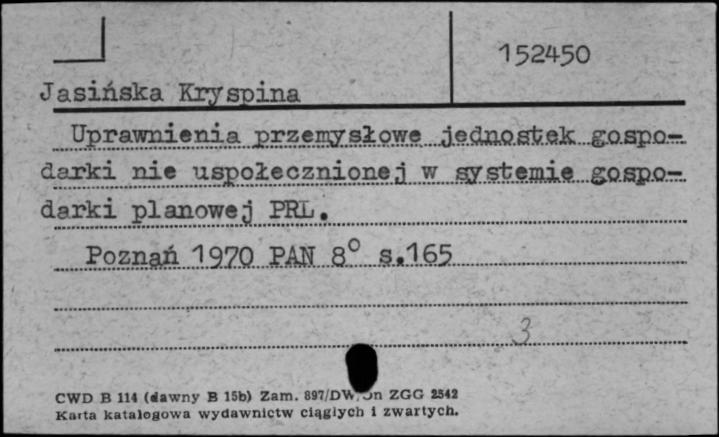 152450
Jasińska Kryspina
Uprawnienia przemysłowe jednostek gospo-
darki nie uspołecznionej w systemie gospo-
darki planowej PRL.
Poznań 1970 PAN 8° s.165
3
CWD B 114 (dawny B 15b) Zam. 897/DW. ZGG 2542
Karta katalogowa wydawnictw ciągłych i zwartych.